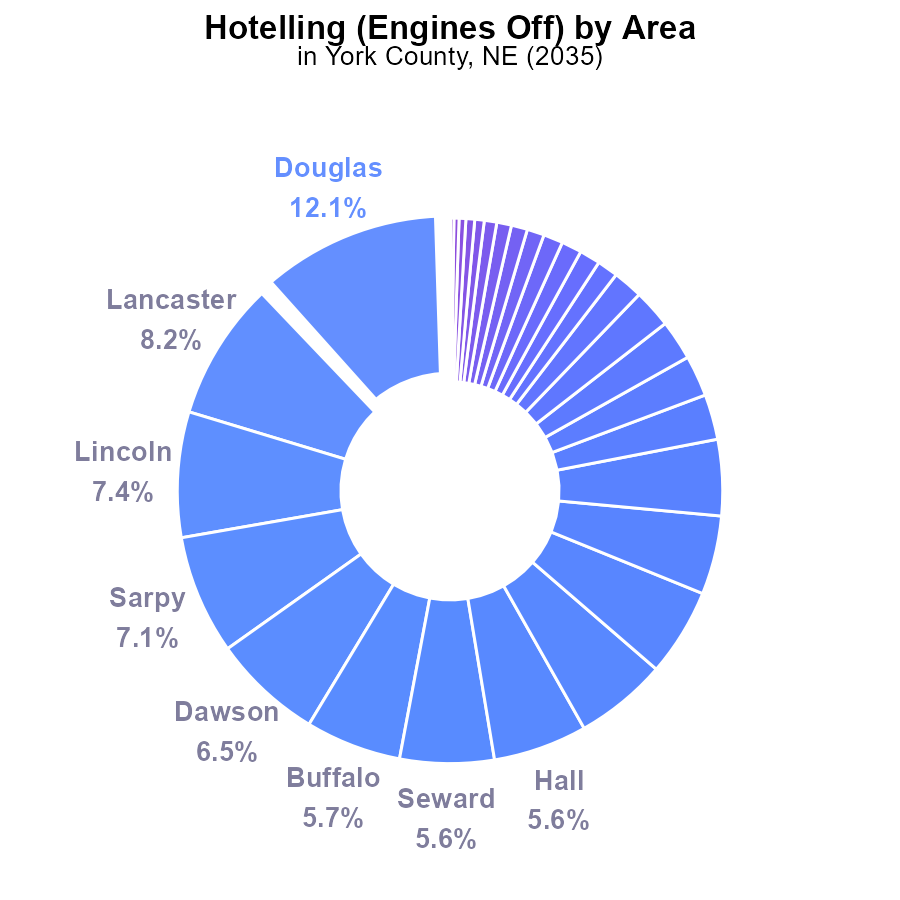 Hotelling (Engines Off) by Area
in York County, NE (2035)
Douglas
12.1%
Lancaster
8.2%
Lincoln
7.4%
Sarpy
7.1%
Dawson
6.5%
Buffalo
5.7%
Seward
5.6%
Hall
5.6%